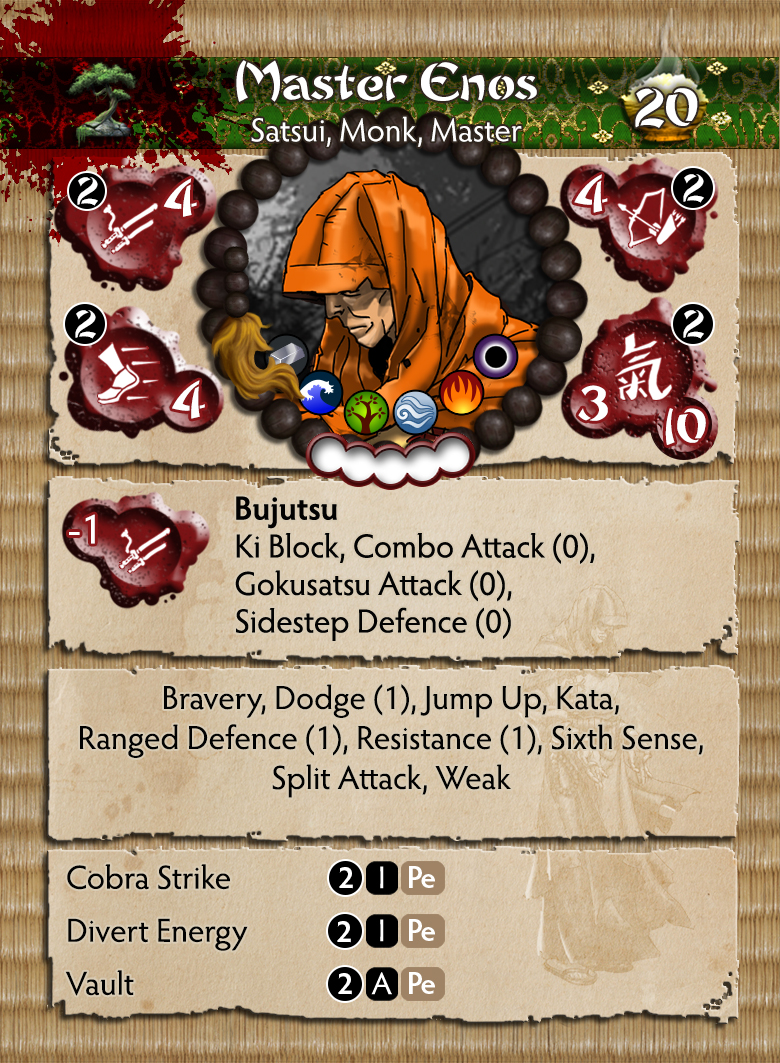 Master Enos
20
Satsui, Monk, Master
2 4
4 2
2 4
2 氣 3 10
-1
Bujutsu
Ki Block, Combo Attack (0),
Gokusatsu Attack (0),
Sidestep Defence (0)
Bravery, Dodge (1), Jump Up, Kata,
Ranged Defence (1), Resistance (1), Sixth Sense,
Split Attack, Weak
Cobra Strike 2 I Pe
Divert Energy 2 I Pe
Vault 2 A Pe